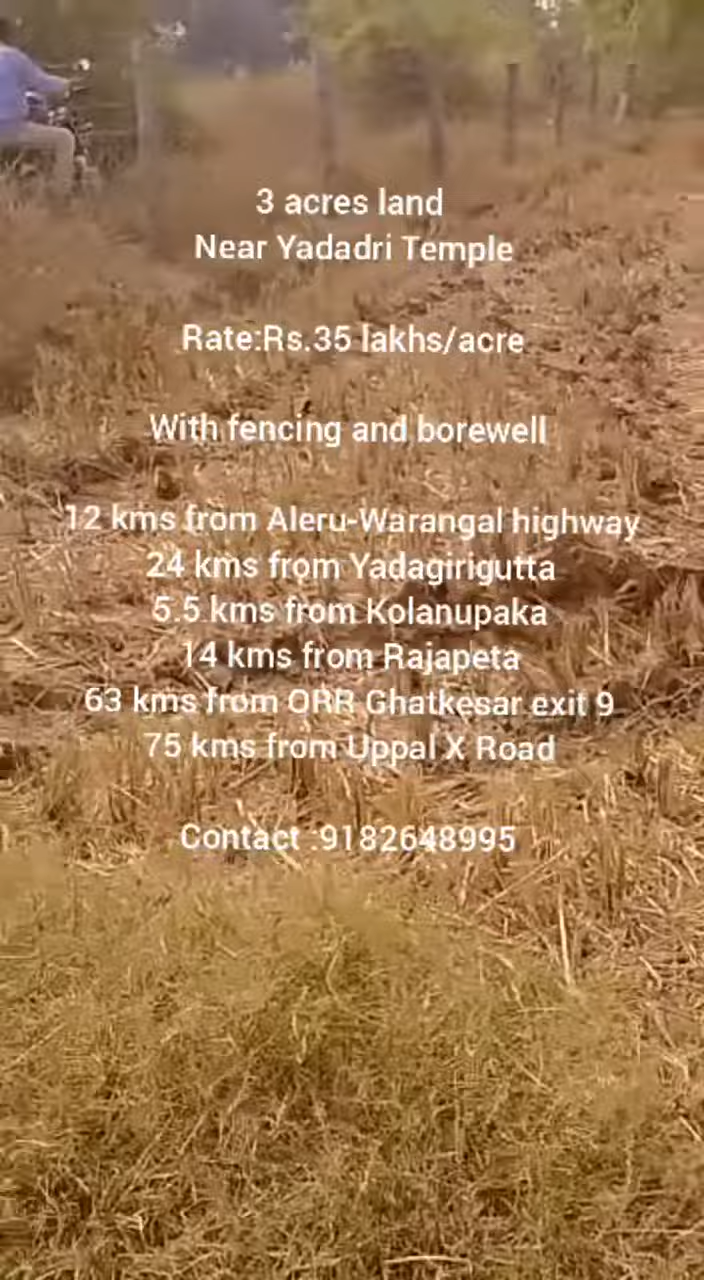 3 acres land
Near Yadadri Temple
Rate:Rs.35 lakhs/acre
With fencing and borewell
12 kms from Aleru-Warangal highway
24 kms from Yadagirigutta
5.5 kms from Kolanupaka
14 kms from Rajapeta
63 kms from ORR Ghatkesar exit 9
75 kms from Uppal X Road
Contact :9182648995